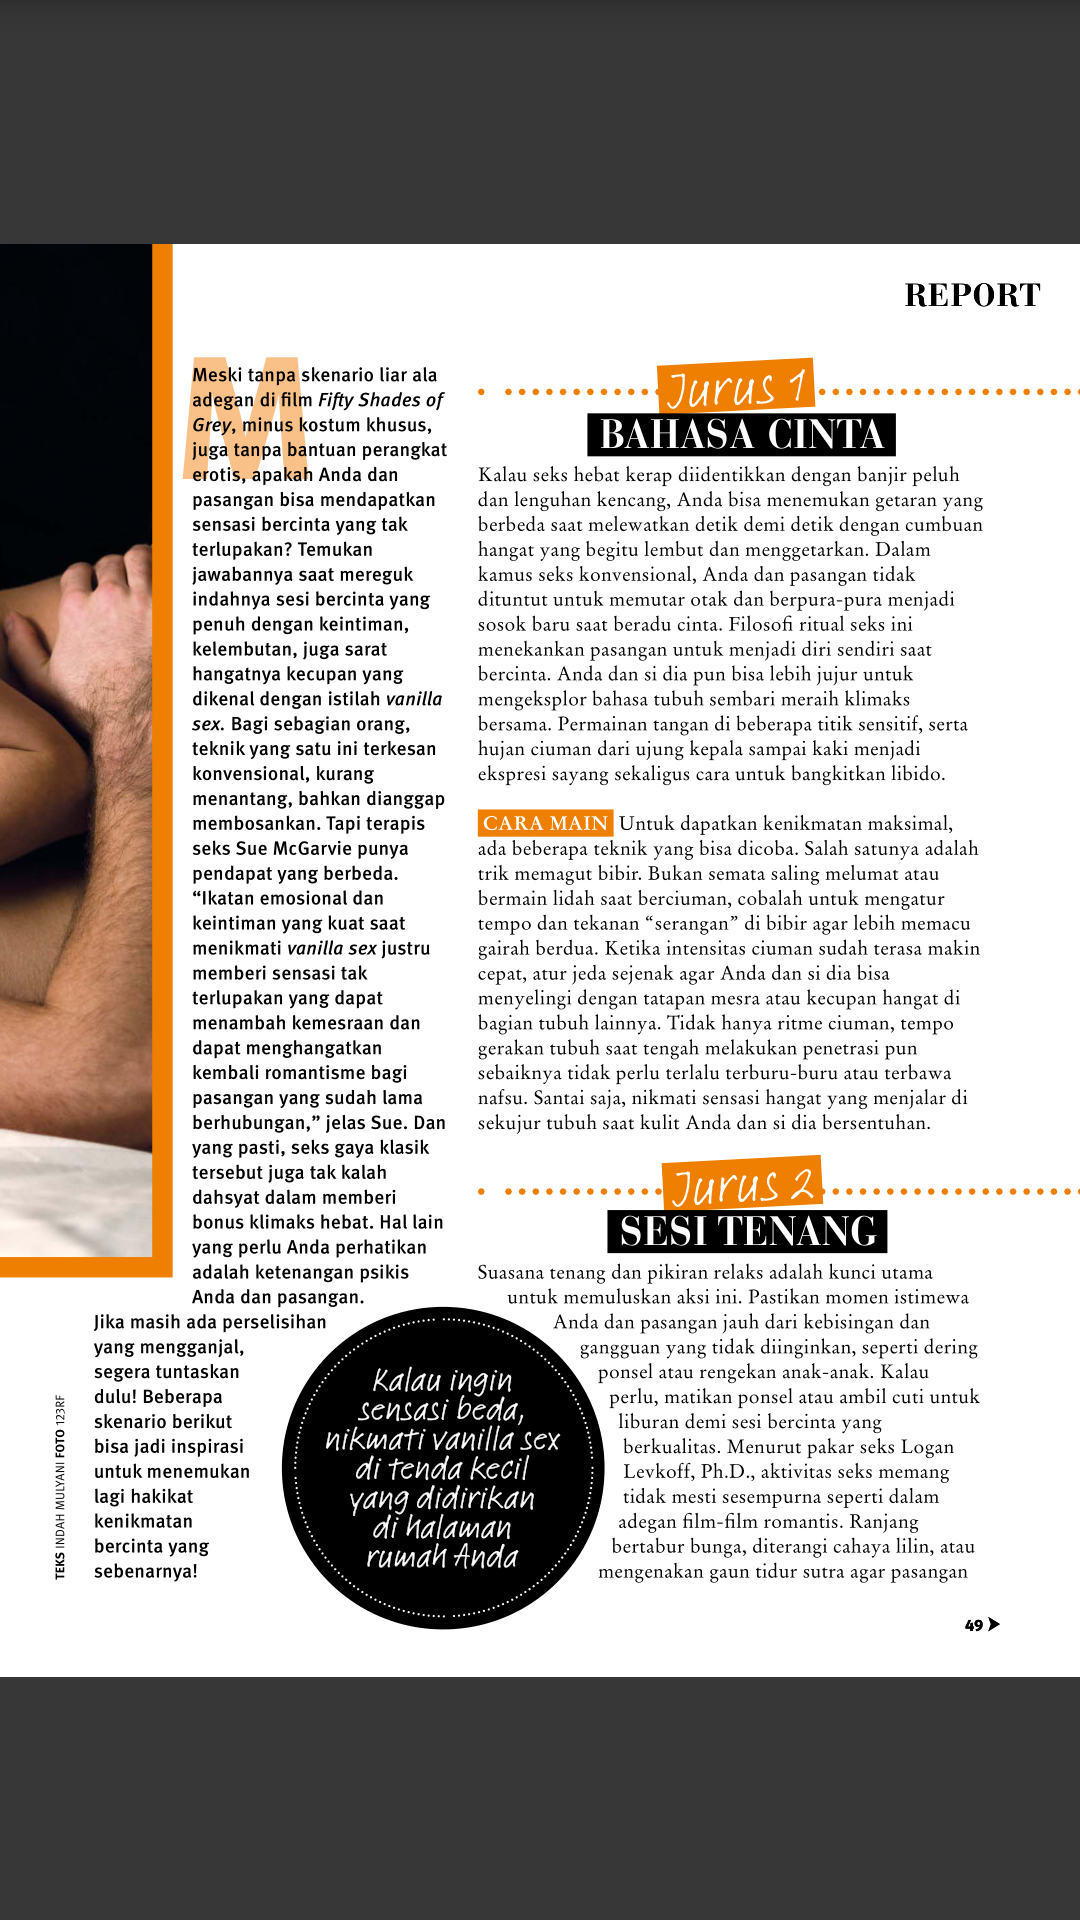 REPORT
Meski tanpa skenario liar ala
adegan di film Fifty Shades of
Grey, minus kostum khusus,
juga tanpa bantuan perangkat
erotis, apakah Anda dan
pasangan bisa mendapatkan
sensasi bercinta yang tak
terlupakan? Temukan
jawabannya saat mereguk
indahnya sesi bercinta yang
penuh dengan keintiman,
kelembutan, juga sarat
hangatnya kecupan yang
dikenal dengan istilah vanilla
sex. Bagi sebagian orang,
teknik yang satu ini terkesan
konvensional, kurang
menantang, bahkan dianggap
membosankan. Tapi terapis
seks Sue McGarvie punya
pendapat yang berbeda.
“Ikatan emosional dan
keintiman yang kuat saat
menikmati vanilla sex justru
memberi sensasi tak
terlupakan yang dapat
menambah kemesraan dan
dapat menghangatkan
kembali romantisme bagi
pasangan yang sudah lama
berhubungan,” jelas Sue. Dan
yang pasti, seks gaya klasik
tersebut juga tak kalah
dahsyat dalam memberi
bonus klimaks hebat. Hal lain
yang perlu Anda perhatikan
adalah ketenangan psikis
Anda dan pasangan.
Jika masih ada perselisihan
yang mengganjal,
segera tuntaskan
dulu! Beberapa
skenario berikut
bisa jadi inspirasi
untuk menemukan
lagi hakikat
kenikmatan
bercinta yang
sebenarnya!
TEKS INDAH MULYANI FOTO 123RF
M
Kalau ingin
sensasi beda,
nikmati vanilla sex
di tenda kecil
yang didirikan
di halaman
rumah Anda
Jurus 1
BAHASA CINTA
Kalau seks hebat kerap diidentikkan dengan banjir peluh
dan lenguhan kencang, Anda bisa menemukan getaran yang
berbeda saat melewatkan detik demi detik dengan cumbuan
hangat yang begitu lembut dan menggetarkan. Dalam
kamus seks konvensional, Anda dan pasangan tidak
dituntut untuk memutar otak dan berpura-pura menjadi
sosok baru saat beradu cinta. Filosofi ritual seks ini
menekankan pasangan untuk menjadi diri sendiri saat
bercinta. Anda dan si dia pun bisa lebih jujur untuk
mengeksplor bahasa tubuh sembari meraih klimaks
bersama. Permainan tangan di beberapa titik sensitif, serta
hujan ciuman dari ujung kepala sampai kaki menjadi
ekspresi sayang sekaligus cara untuk bangkitkan libido.
CARA MAIN Untuk dapatkan kenikmatan maksimal,
ada beberapa teknik yang bisa dicoba. Salah satunya adalah
trik memagut bibir. Bukan semata saling melumat atau
bermain lidah saat berciuman, cobalah untuk mengatur
tempo dan tekanan “serangan” di bibir agar lebih memacu
gairah berdua. Ketika intensitas ciuman sudah terasa makin
cepat, atur jeda sejenak agar Anda dan si dia bisa
menyelingi dengan tatapan mesra atau kecupan hangat di
bagian tubuh lainnya. Tidak hanya ritme ciuman, tempo
gerakan tubuh saat tengah melakukan penetrasi pun
sebaiknya tidak perlu terlalu terburu-buru atau terbawa
nafsu. Santai saja, nikmati sensasi hangat yang menjalar di
sekujur tubuh saat kulit Anda dan si dia bersentuhan.
Jurus 2
SESI TENANG
Suasana tenang dan pikiran relaks adalah kunci utama
untuk memuluskan aksi ini. Pastikan momen istimewa
Anda dan pasangan jauh dari kebisingan dan
gangguan yang tidak diinginkan, seperti dering
ponsel atau rengekan anak-anak. Kalau
perlu, matikan ponsel atau ambil cuti untuk
liburan demi sesi bercinta yang
berkualitas. Menurut pakar seks Logan
Levkoff, Ph.D., aktivitas seks memang
tidak mesti sesempurna seperti dalam
adegan film-film romantis. Ranjang
bertabur bunga, diterangi cahaya lilin, atau
mengenakan gaun tidur sutra agar pasangan
49